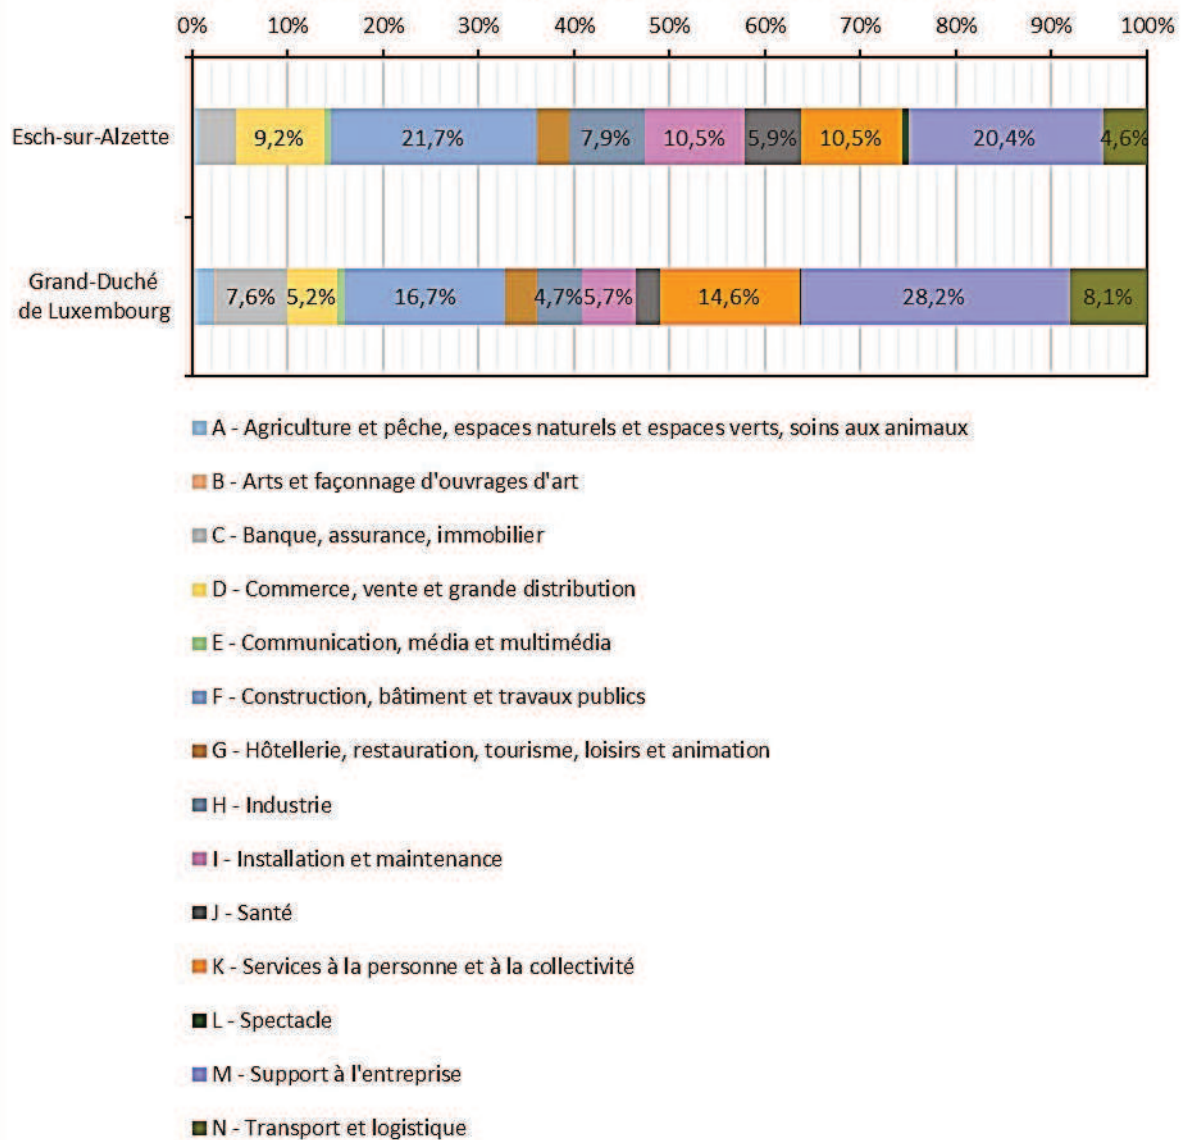 0% 10% 20% 30% 40% 50% 60% 70% 80% 90% 100%
Esch-sur-Alzette
9,2% 21,7% 7,9% 10,5% 5,9% 10,5% 20,4% 4,6%
Grand-Duché
de Luxembourg
7,6% 5,2% 16,7% 4,7% 5,7% 14,6% 28,2% 8,1%
A - Agriculture et pêche, espaces naturels et espaces verts, soins aux animaux
B - Arts et façonnage d'ouvrages d'art
C - Banque, assurance, immobilier
D - Commerce, vente et grande distribution
E - Communication, média et multimédia
F - Construction, bâtiment et travaux publics
G - Hôtellerie, restauration, tourisme, loisirs et animation
H - Industrie
I - Installation et maintenance
J - Santé
K - Services à la personne et à la collectivité
L - Spectacle
M - Support à l'entreprise
N - Transport et logistique